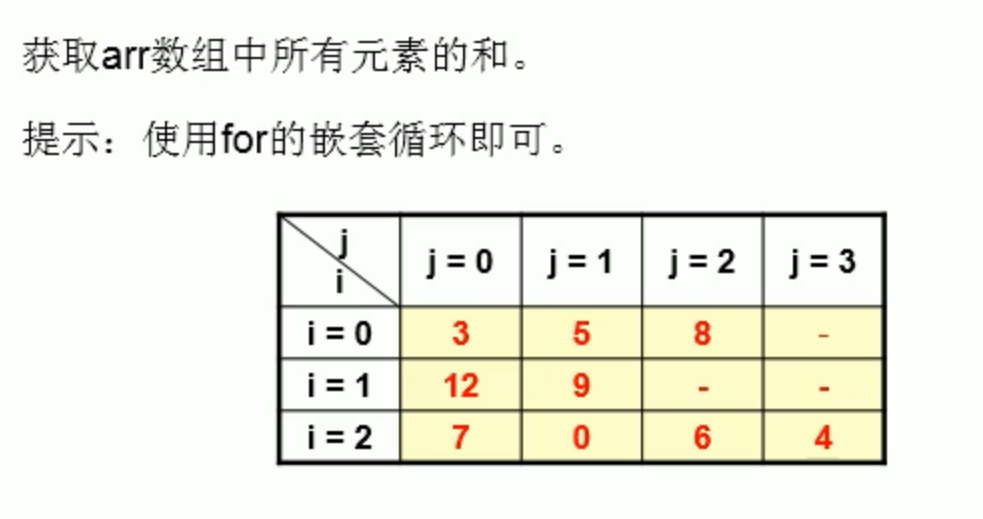 获取arr数组中所有元素的和。
提示：使用for的嵌套循环即可。
j
i
j = 0 j = 1 j = 2 j = 3
i = 0 3 5 8 -
i = 1 12 9 - -
i = 2 7 0 6 4